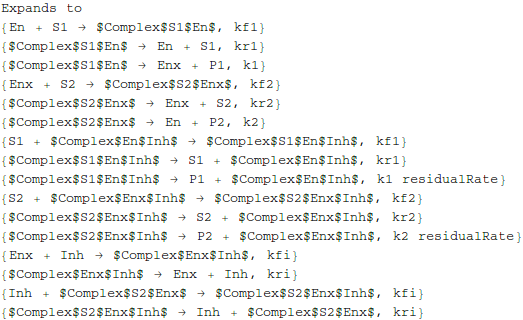 Expands to
{En + S1 → $Complex$S1$En$, kf1}
{$Complex$S1$En$ → En + S1, kr1}
{$Complex$S1$En$ → Enx + P1, k1}
{Enx + S2 → $Complex$S2$Enx$, kf2}
{$Complex$S2$Enx$ → Enx + S2, kr2}
{$Complex$S2$Enx$ → En + P2, k2}
{S1 + $Complex$En$Inh$ → $Complex$S1$En$Inh$, kf1}
{$Complex$S1$En$Inh$ → S1 + $Complex$En$Inh$, kr1}
{$Complex$S1$En$Inh$ → P1 + $Complex$En$Inh$, k1 residualRate}
{S2 + $Complex$Enx$Inh$ → $Complex$S2$Enx$Inh$, kf2}
{$Complex$S2$Enx$Inh$ → S2 + $Complex$Enx$Inh$, kr2}
{$Complex$S2$Enx$Inh$ → P2 + $Complex$Enx$Inh$, k2 residualRate}
{Enx + Inh → $Complex$Enx$Inh$, kfi}
{$Complex$Enx$Inh$ → Enx + Inh, kri}
{Inh + $Complex$S2$Enx$ → $Complex$S2$Enx$Inh$, kfi}
{$Complex$S2$Enx$Inh$ → Inh + $Complex$S2$Enx$, kri}